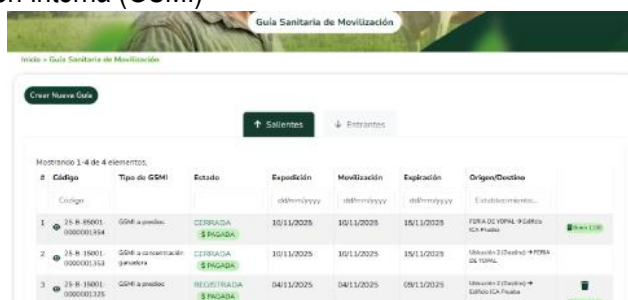 ón Interna (GSMI)
Guía Sanitaria de Movilización
Inicio » Guía Sanitaria de Movilización
Crear Nueva Guía
↑ Salientes ↓ Entrantes
Mostrando 1-4 de 4 elementos.
# Código Tipo de GSMI Estado Expedición Movilización Expiración Origen/Destino
Código dd/mm/yyyy dd/mm/yyyy dd/mm/yyyy Establecimientos...
1 25-B-85001-0000001354 GSMI a predios CERRADA $ PAGADA 10/11/2025 10/11/2025 15/11/2025 FERIA DE YOPAL → Edificio ICA Prueba
2 25-B-15001-0000001353 GSMI a concentración ganadera CERRADA $ PAGADA 10/11/2025 10/11/2025 15/11/2025 Ubicación 2 (Destino) → FERIA DE YOPAL
3 25-B-15001-0000001325 GSMI a predios REGISTRADA $ PAGADA 04/11/2025 04/11/2025 09/11/2025 Ubicación 2 (Destino) → Edificio ICA Prueba